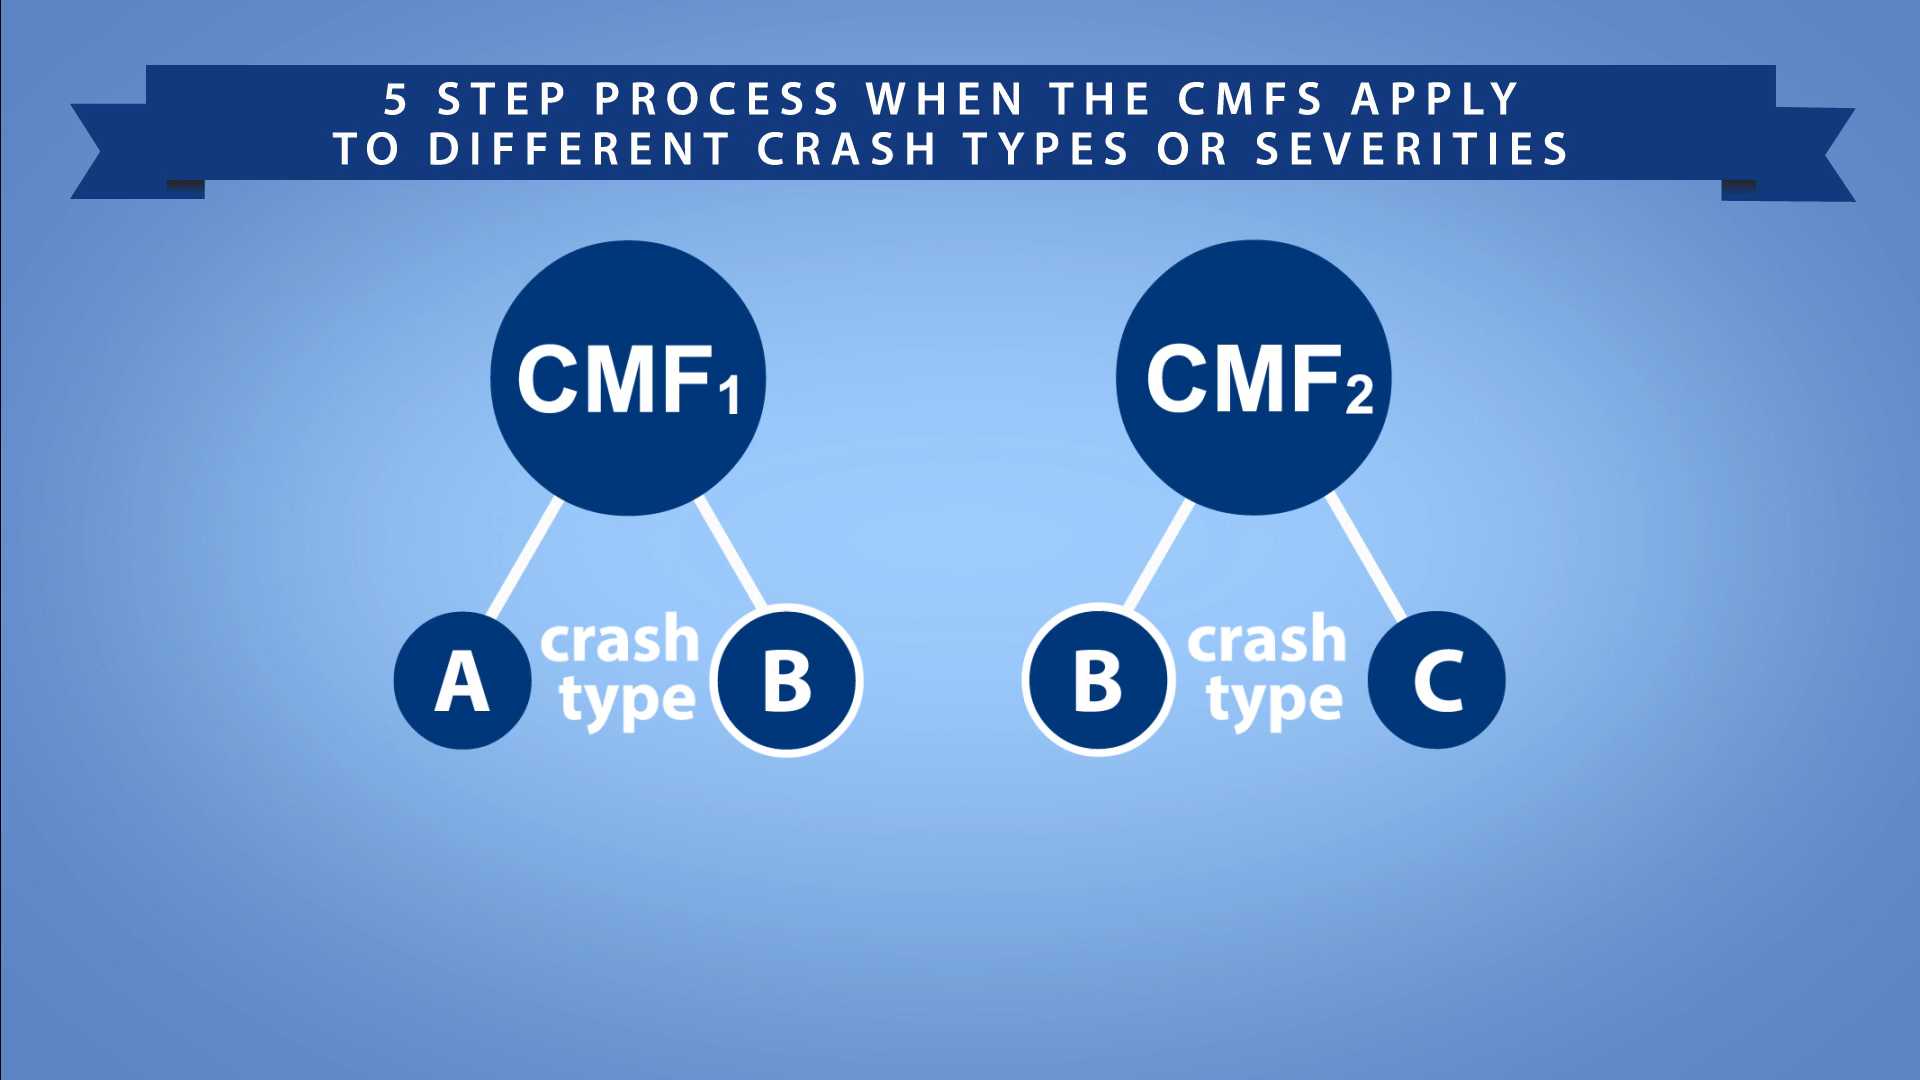 5 STEP PROCESS WHEN THE CMFS APPLY
TO DIFFERENT CRASH TYPES OR SEVERITIES
CMF1
CMF2
A
crash
type
B
B
crash
type
C